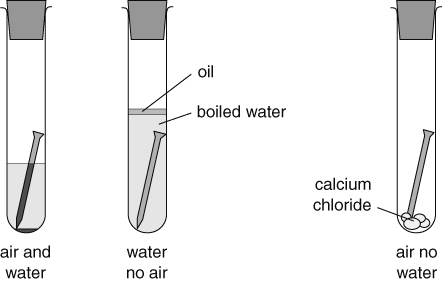 oil
boiled water
calcium
chloride
air and
water
water
no air
air no
water